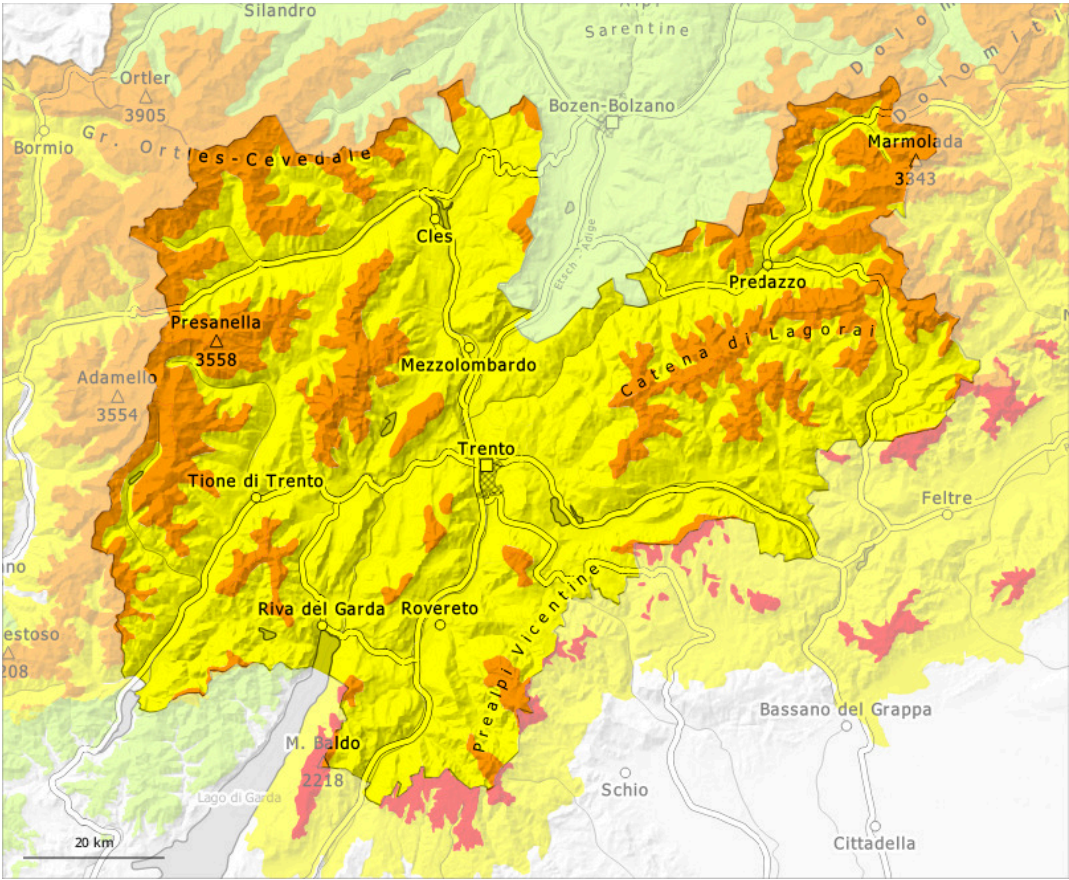 Silandro
Sarentine
Ortler
3905
Bozen-Bolzano
Dolomiti
Bormio
Gr. Ortles-Cevedale
Marmolada
3343
Cles
Etsch - Adige
Predazzo
Presanella
3558
Catena di Lagorai
Mezzolombardo
Adamello
3554
Trento
Tione di Trento
Feltre
Riva del Garda
Rovereto
estoso
208
Prealpi Vicentine
Bassano del Grappa
M. Baldo
2218
Schio
Lago di Garda
Cittadella
20 km